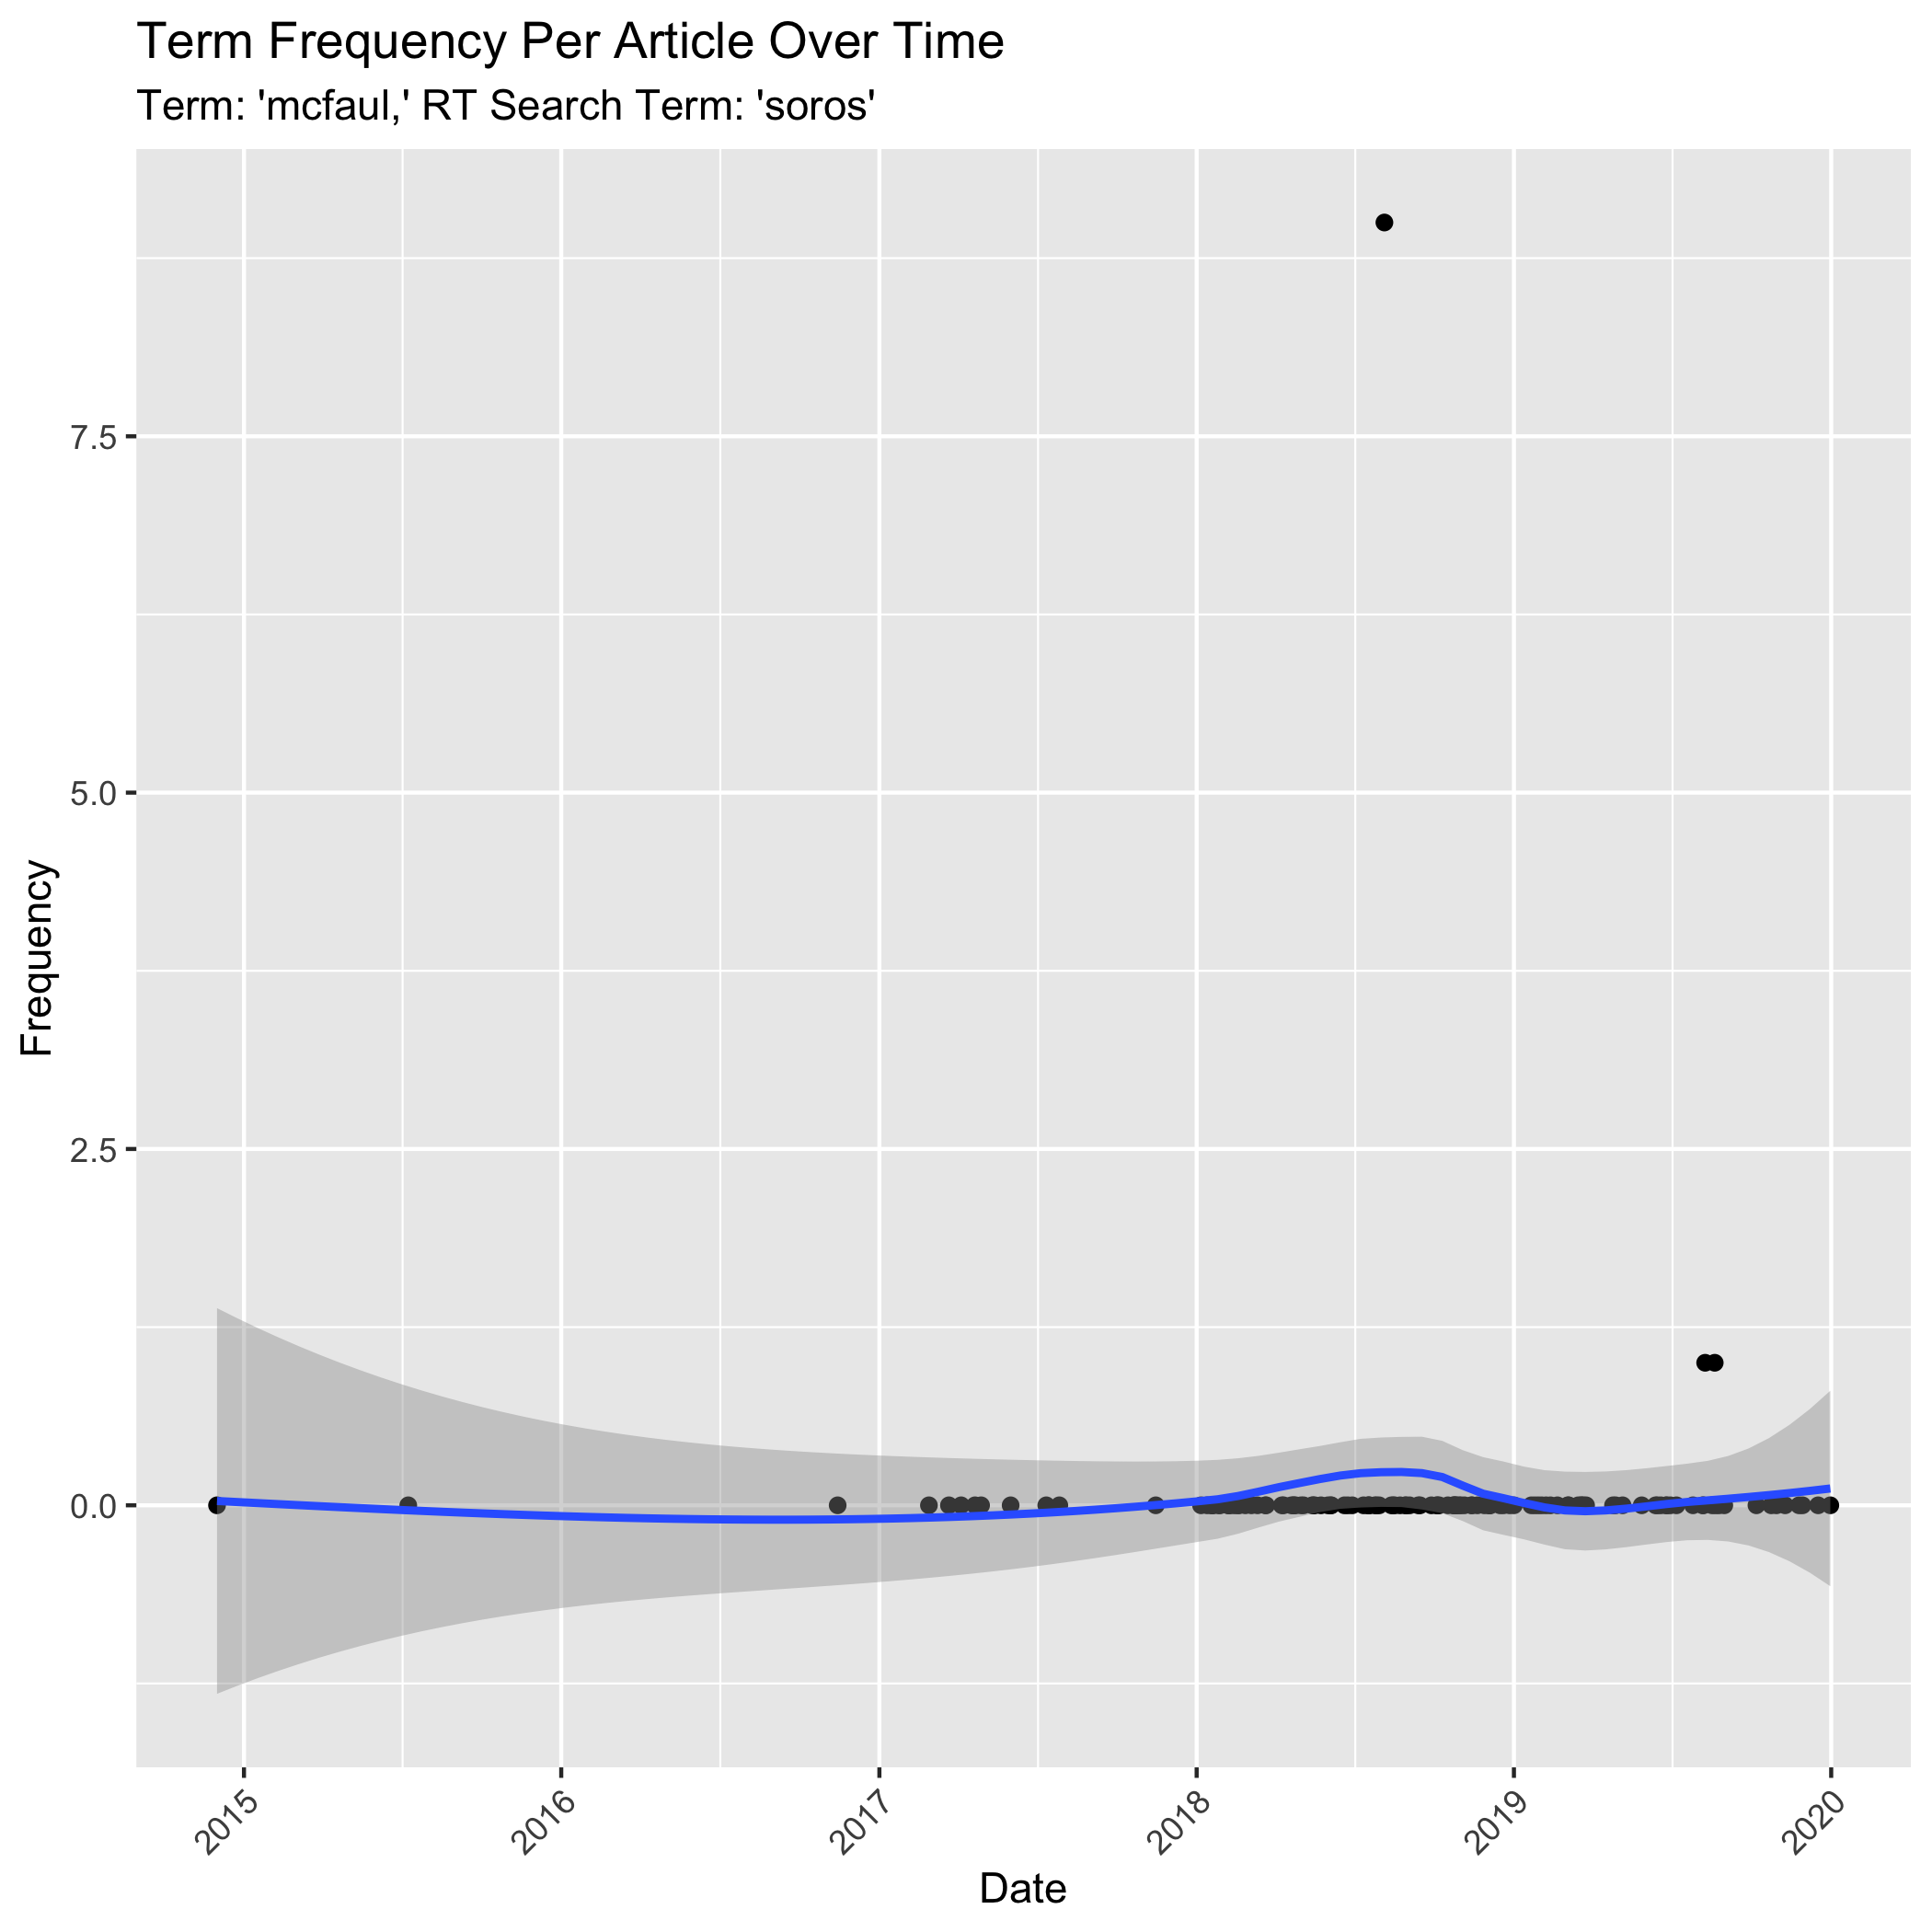 Term Frequency Per Article Over Time
Term: 'mcfaul,' RT Search Term: 'soros'
Frequency
7.5
5.0
2.5
0.0
2015
2016
2017
2018
2019
2020
Date